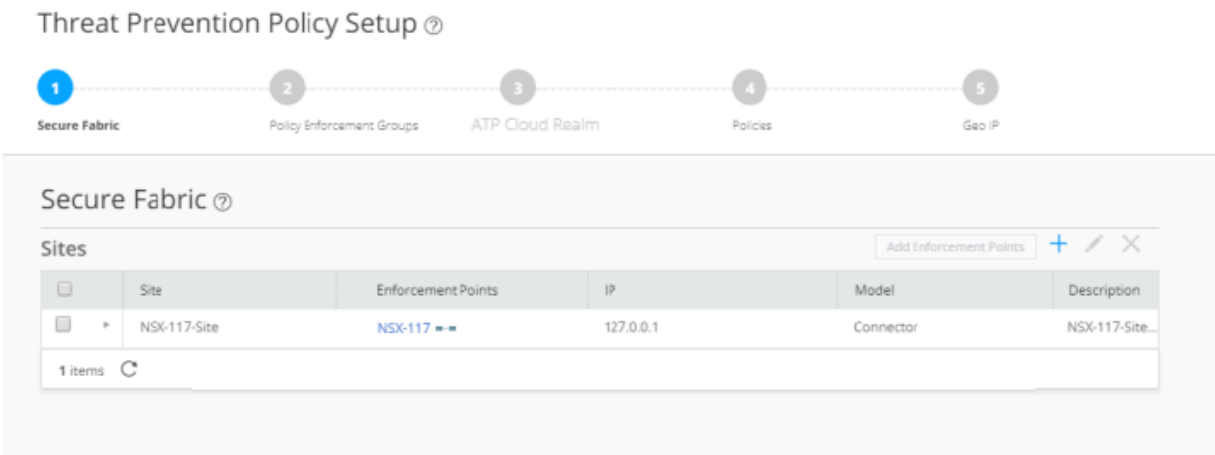 Threat Prevention Policy Setup ?
1 2 3 4 5
Secure Fabric Policy Enforcement Groups ATP Cloud Realm Policies Geo IP
Secure Fabric ?
Sites Add Enforcement Points
Site Enforcement Points IP Model Description
NSX-117-Site NSX-117 127.0.0.1 Connector NSX-117-Site...
1 items